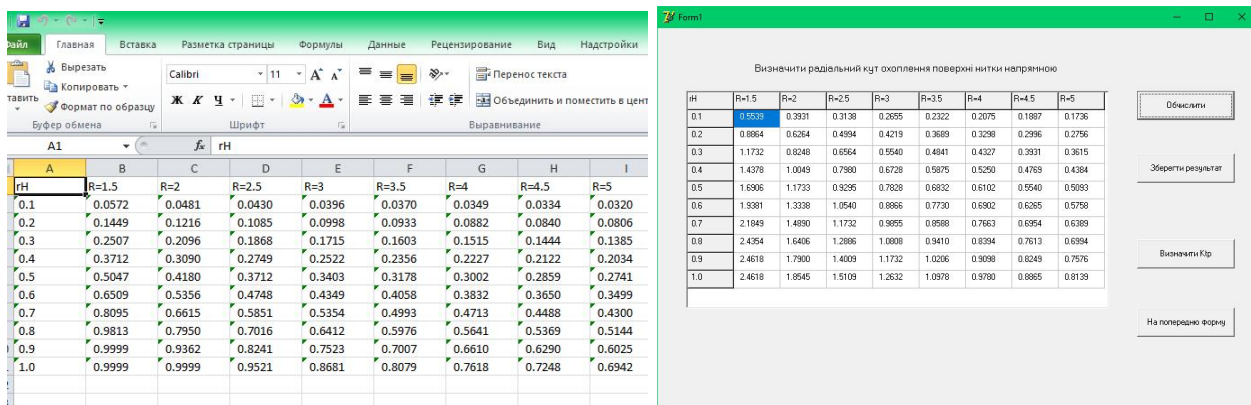 Файл Главная Вставка Разметка страницы Формулы Данные Рецензирование Вид Надстройки
Вырезать
Копировать
Формат по образцу
Буфер обмена
Calibri 11
Ж К Ч
Шрифт
Перенос текста
Объединить и поместить в цент
Выравнивание
A1 fx rH
A B C D E F G H I
rH R=1.5 R=2 R=2.5 R=3 R=3.5 R=4 R=4.5 R=5
0.1 0.0572 0.0481 0.0430 0.0396 0.0370 0.0349 0.0334 0.0320
0.2 0.1449 0.1216 0.1085 0.0998 0.0933 0.0882 0.0840 0.0806
0.3 0.2507 0.2096 0.1868 0.1715 0.1603 0.1515 0.1444 0.1385
0.4 0.3712 0.3090 0.2749 0.2522 0.2356 0.2227 0.2122 0.2034
0.5 0.5047 0.4180 0.3712 0.3403 0.3178 0.3002 0.2859 0.2741
0.6 0.6509 0.5356 0.4748 0.4349 0.4058 0.3832 0.3650 0.3499
0.7 0.8095 0.6615 0.5851 0.5354 0.4993 0.4713 0.4488 0.4300
0.8 0.9813 0.7950 0.7016 0.6412 0.5976 0.5641 0.5369 0.5144
0.9 0.9999 0.9362 0.8241 0.7523 0.7007 0.6610 0.6290 0.6025
1.0 0.9999 0.9999 0.9521 0.8681 0.8079 0.7618 0.7248 0.6942
Form1
Визначити радіальний кут охоплення поверхні нитки напрямною
rH R=1.5 R=2 R=2.5 R=3 R=3.5 R=4 R=4.5 R=5
0.1 0.5539 0.3931 0.3138 0.2655 0.2322 0.2075 0.1887 0.1736
0.2 0.8864 0.6264 0.4994 0.4219 0.3689 0.3298 0.2996 0.2756
0.3 1.1732 0.8248 0.6564 0.5540 0.4841 0.4327 0.3931 0.3615
0.4 1.4378 1.0049 0.7980 0.6728 0.5875 0.5250 0.4769 0.4384
0.5 1.6906 1.1733 0.9295 0.7828 0.6832 0.6102 0.5540 0.5093
0.6 1.9381 1.3338 1.0540 0.8866 0.7730 0.6902 0.6265 0.5758
0.7 2.1849 1.4909 1.1732 0.9855 0.8588 0.7663 0.6954 0.6389
0.8 2.4354 1.6406 1.2886 1.0808 0.9410 0.8394 0.7613 0.6994
0.9 2.4618 1.7900 1.4009 1.1732 1.0206 0.9098 0.8249 0.7576
1.0 2.4618 1.8545 1.5109 1.2632 1.0978 0.9780 0.8865 0.8139
Обчислити
Зберегти результат
Визначити Ktp
На попередню форму